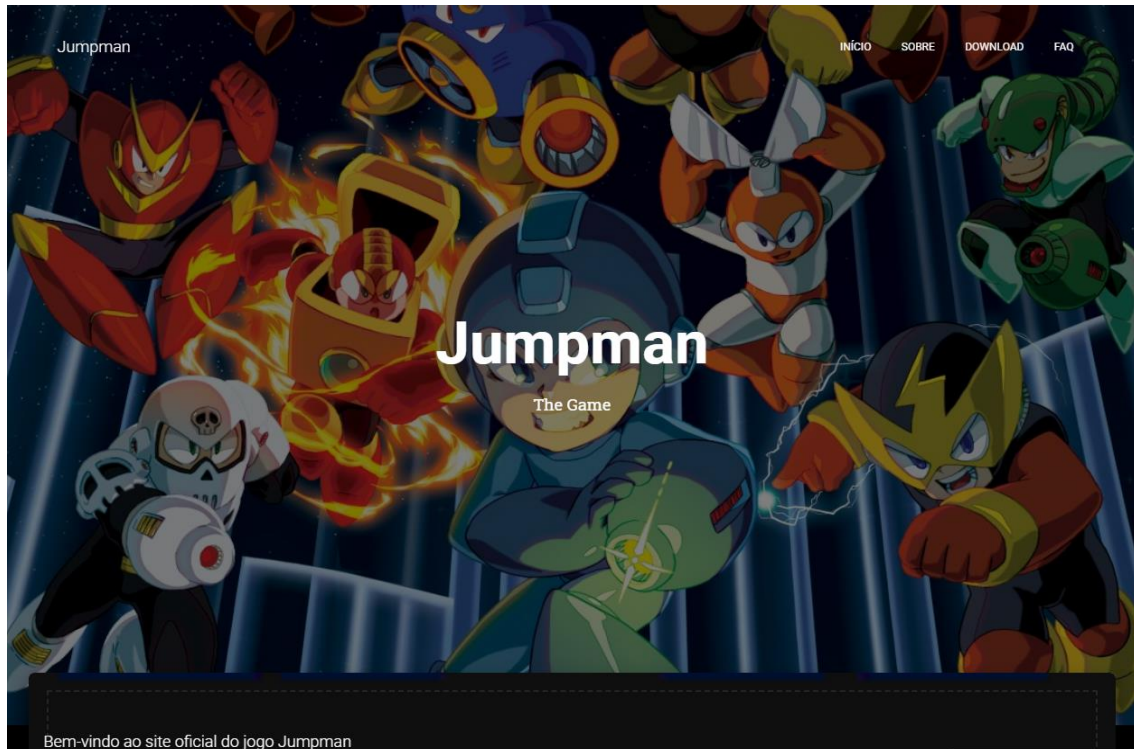 Jumpman
INÍCIO SOBRE DOWNLOAD FAQ
Jumpman
The Game
Bem-vindo ao site oficial do jogo Jumpman